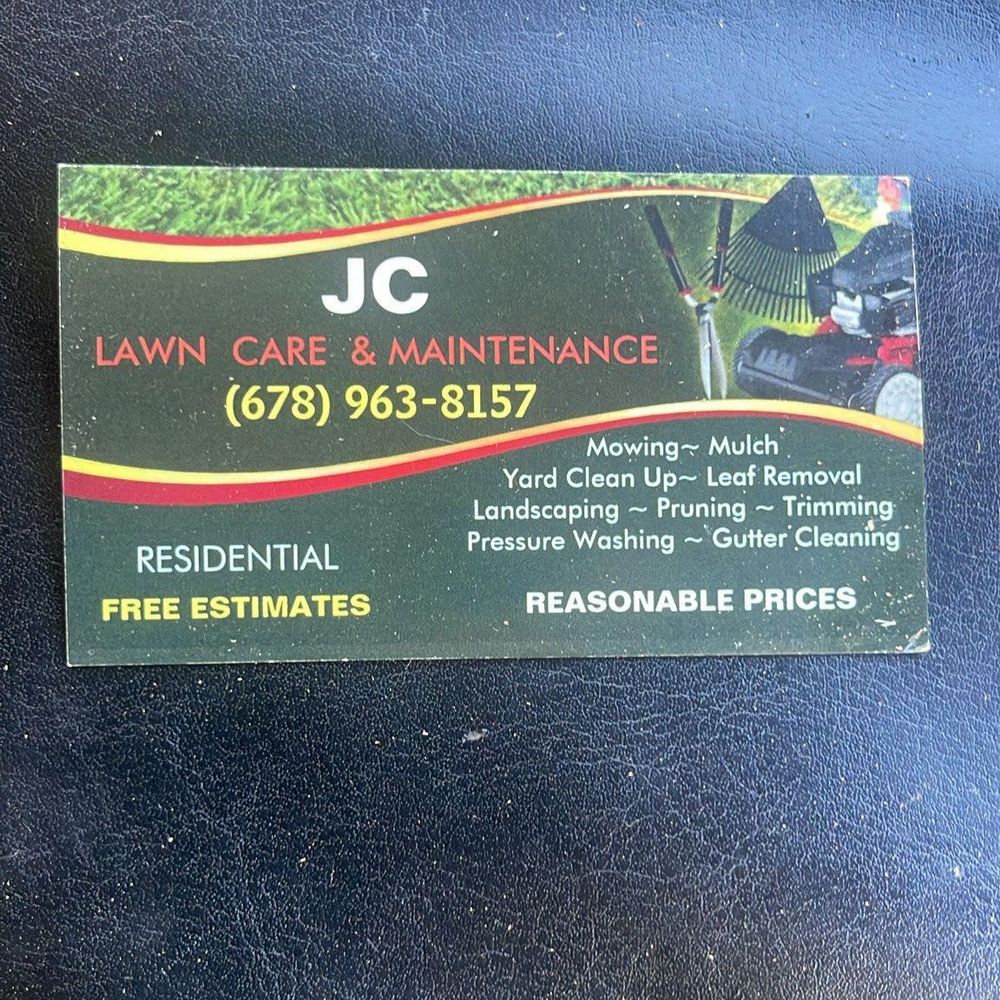 JC
LAWN CARE & MAINTENANCE
(678) 963-8157
Mowing~ Mulch
Yard Clean Up~ Leaf Removal
Landscaping ~ Pruning ~ Trimming
Pressure Washing ~ Gutter Cleaning
RESIDENTIAL
FREE ESTIMATES
REASONABLE PRICES